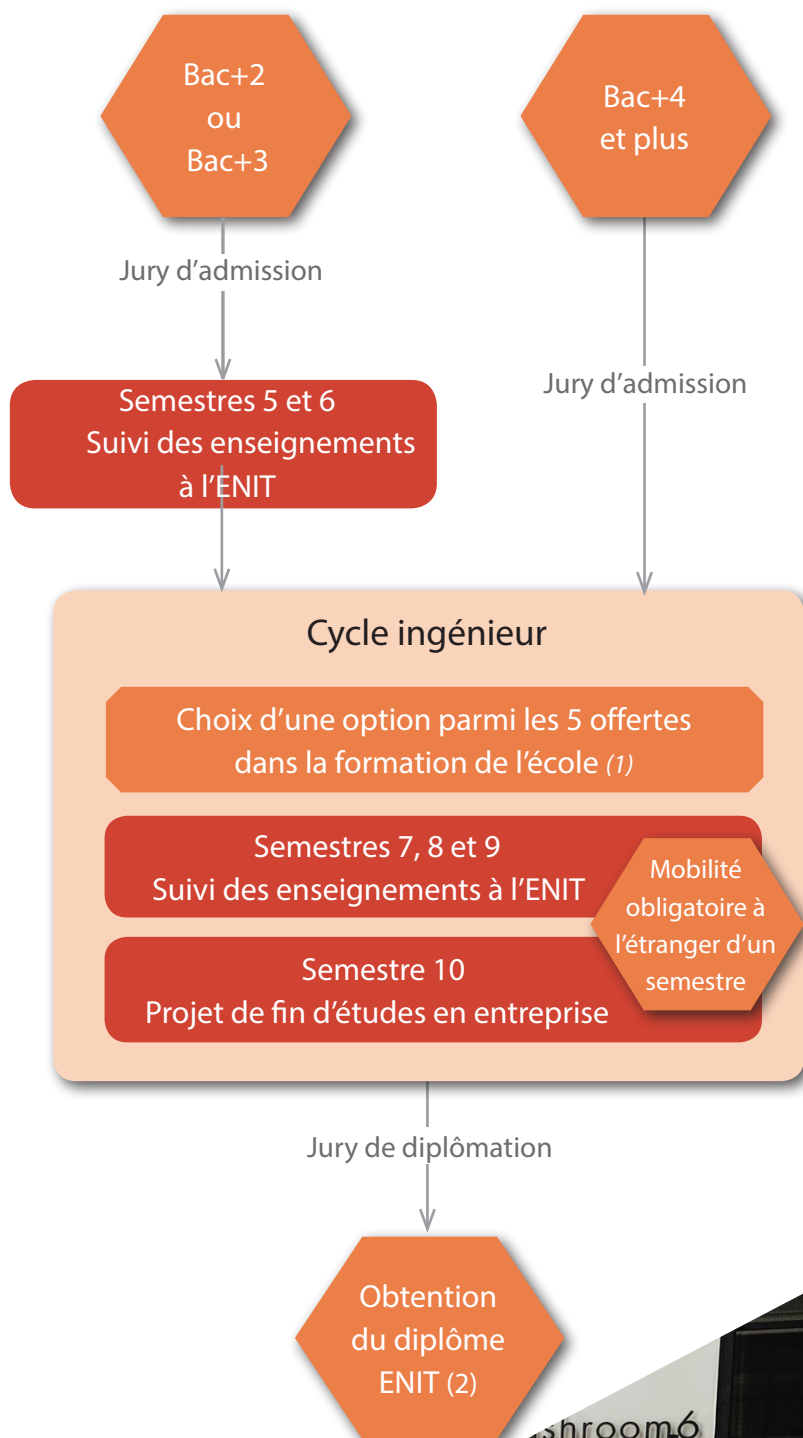 Bac+2
ou
Bac+3
Bac+4
et plus
Jury d’admission
Jury d’admission
Semestres 5 et 6
Suivi des enseignements
à l’ENIT
Cycle ingénieur
Choix d’une option parmi les 5 offertes
dans la formation de l’école (1)
Semestres 7, 8 et 9
Suivi des enseignements à l’ENIT
Mobilité
obligatoire à
l’étranger d’un
semestre
Semestre 10
Projet de fin d’études en entreprise
Jury de diplômation
Obtention
du diplôme
ENIT (2)